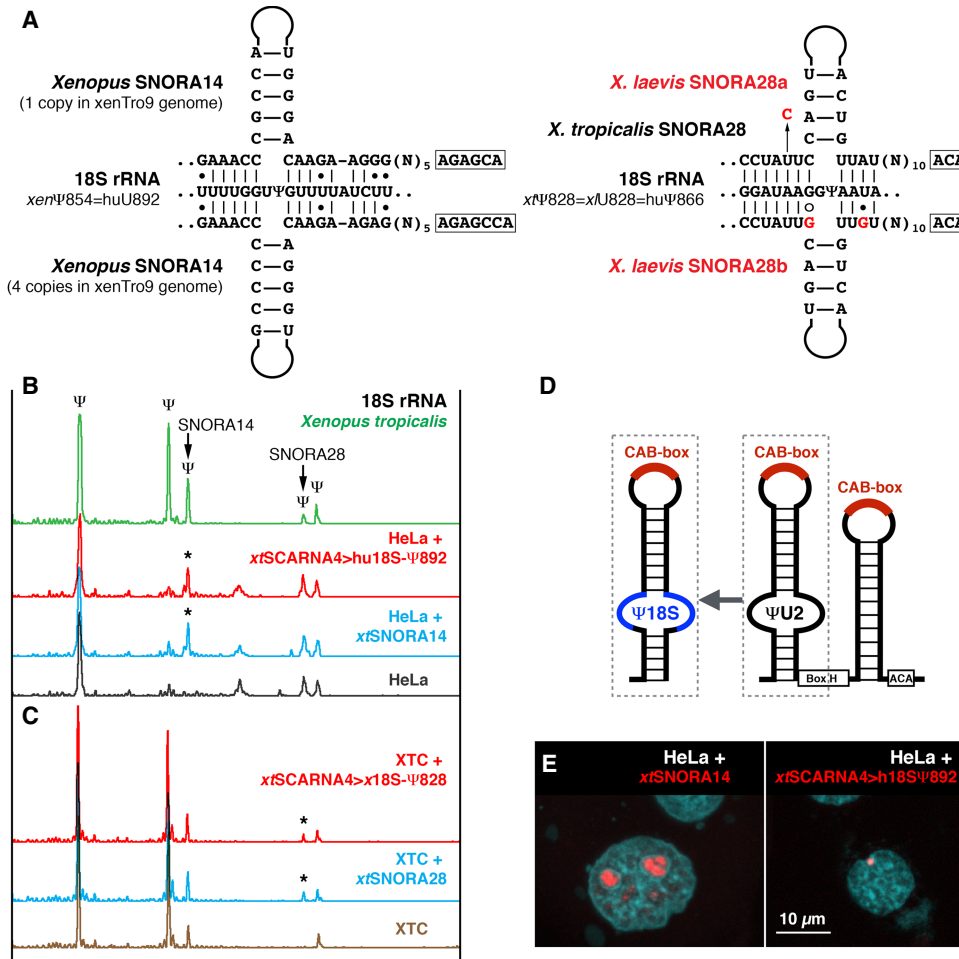 A
Xenopus SNORA14
(1 copy in xenTro9 genome)
A U
C G
C G
G G
C A
. . GAAACC CAAGA-AGGG(N)5 AGAGCA
18S rRNA
xenΨ854=huU892
UUUUGGUΨGUUUUAUCUU. .
. . GAAACC CAAGA-AGAG(N)5 AGAGCCA
Xenopus SNORA14
(4 copies in xenTro9 genome)
C A
C G
C G
C G
C U
G G
X. laevis SNORA28a
X. tropicalis SNORA28
C
U A
G C
A U
C G
. . CCUAUUC UUAU(N)10 ACA
18S rRNA
xtΨ828=xlU828=huΨ866
GGAUAAGGΨAAUA. .
. . CCUAUUG UUGU(N)10 ACA
X. laevis SNORA28b
C G
A U
G C
U A
B
18S rRNA
Xenopus tropicalis
Ψ
Ψ
SNORA14
Ψ
SNORA28
Ψ
Ψ
HeLa +
xtSCARNA4>hu18S-Ψ892
*
HeLa +
xtSNORA14
*
HeLa
C
XTC +
xtSCARNA4>x18S-Ψ828
*
XTC +
xtSNORA28
*
XTC
D
CAB-box
CAB-box
CAB-box
Ψ18S
ΨU2
Box H
ACA
E
HeLa +
xtSNORA14
HeLa +
xtSCARNA4>h18SΨ892
10 µm